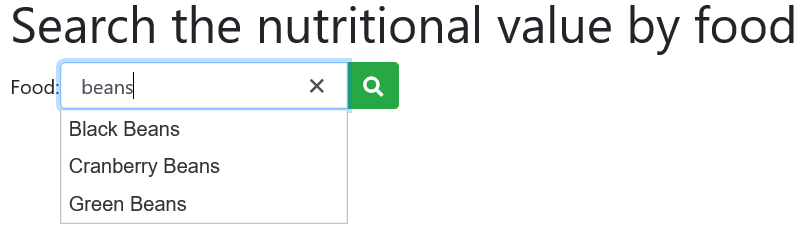 Search the nutritional value by food
Food: beans
Black Beans
Cranberry Beans
Green Beans